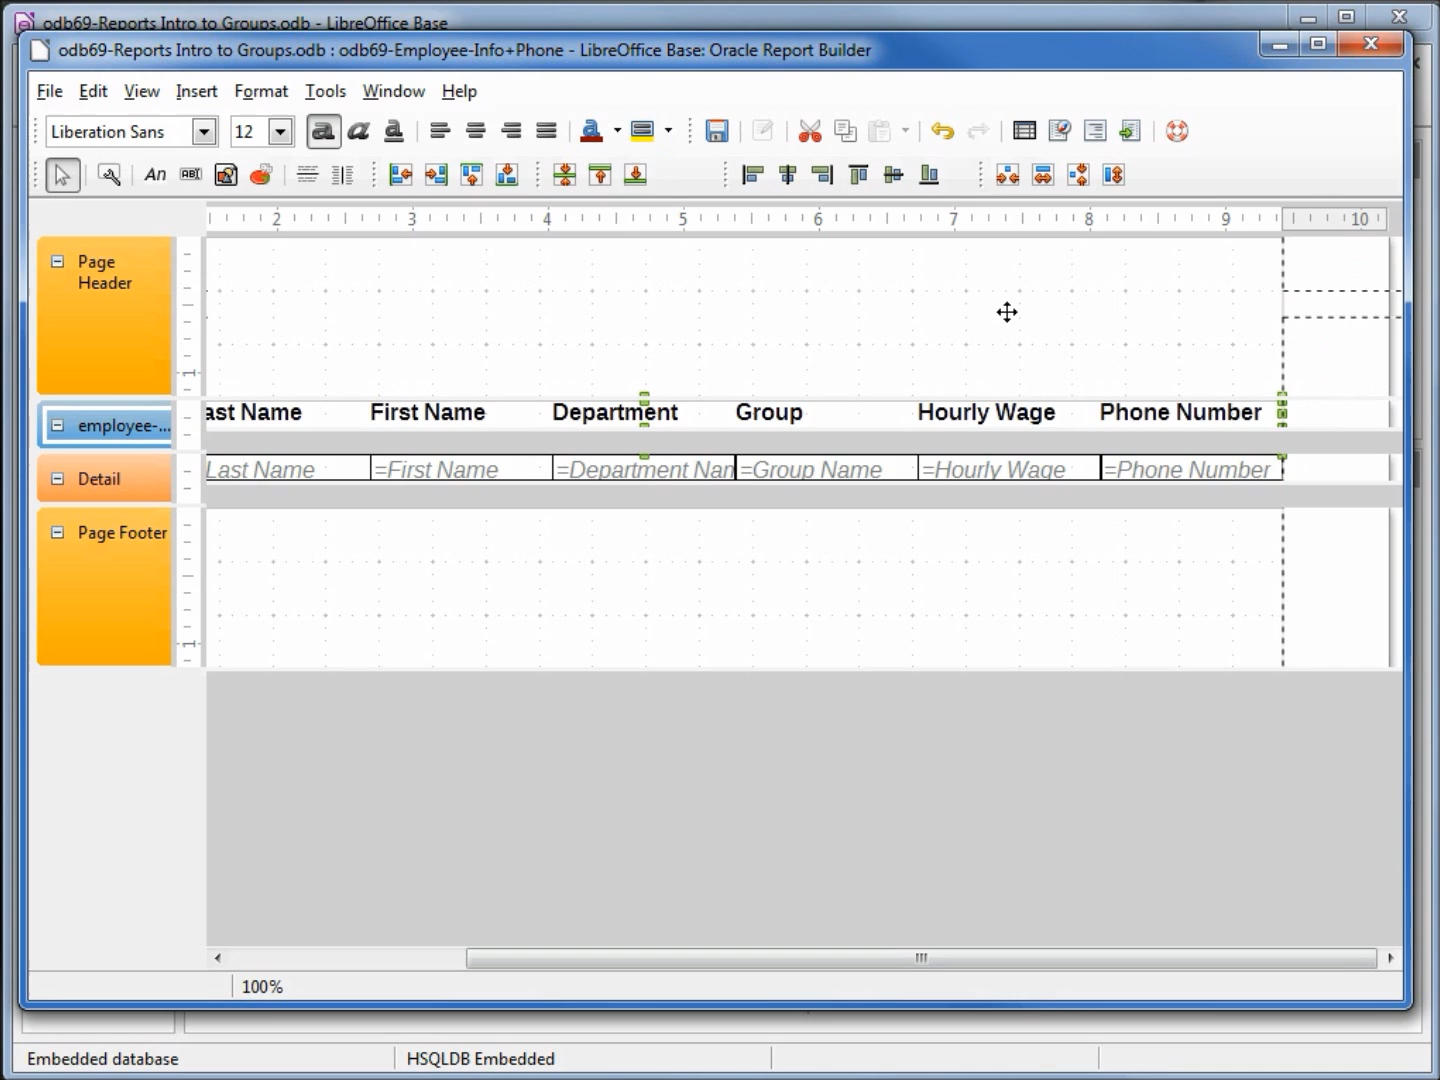 odb69-Reports Intro to Groups.odb - LibreOffice Base
odb69-Reports Intro to Groups.odb : odb69-Employee-Info+Phone - LibreOffice Base: Oracle Report Builder
File Edit View Insert Format Tools Window Help
Liberation Sans 12 a a a
An ABI
2 3 4 5 6 7 8 9 10
Page
Header
1
employee-... ast Name First Name Department Group Hourly Wage Phone Number
Detail Last Name =First Name =Department Nan =Group Name =Hourly Wage =Phone Number
Page Footer
1
100%
Embedded database HSQLDB Embedded